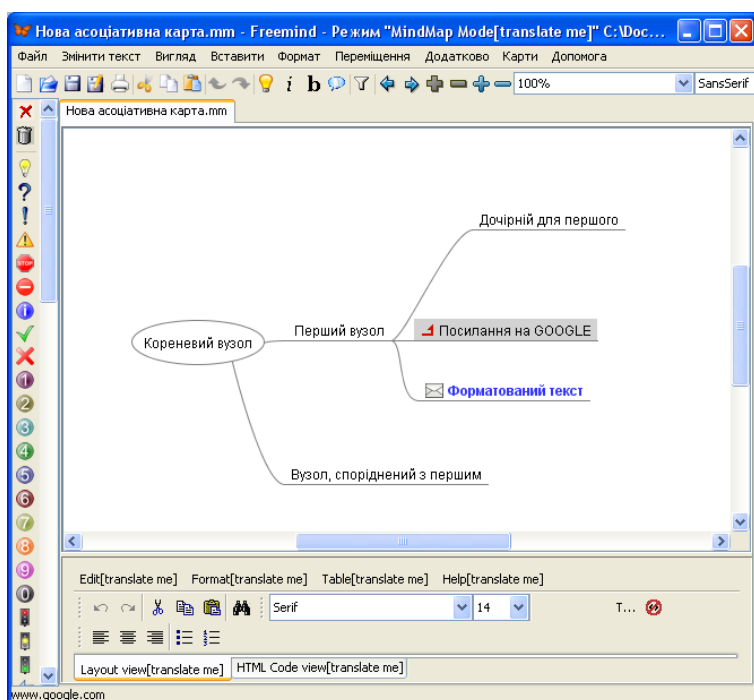 Нова асоціативна карта.mm - Freemind - Режим "MindMap Mode[translate me]" C:\Doc...
Файл Змінити текст Вигляд Вставити Формат Переміщення Додатково Карти Допомога
100% SansSerif
Нова асоціативна карта.mm
Дочірній для першого
Перший вузол
Посилання на GOOGLE
Кореневий вузол
Форматований текст
Вузол, споріднений з першим
Edit[translate me] Format[translate me] Table[translate me] Help[translate me]
Serif 14 T...
Layout view[translate me] HTML Code view[translate me]
www.google.com